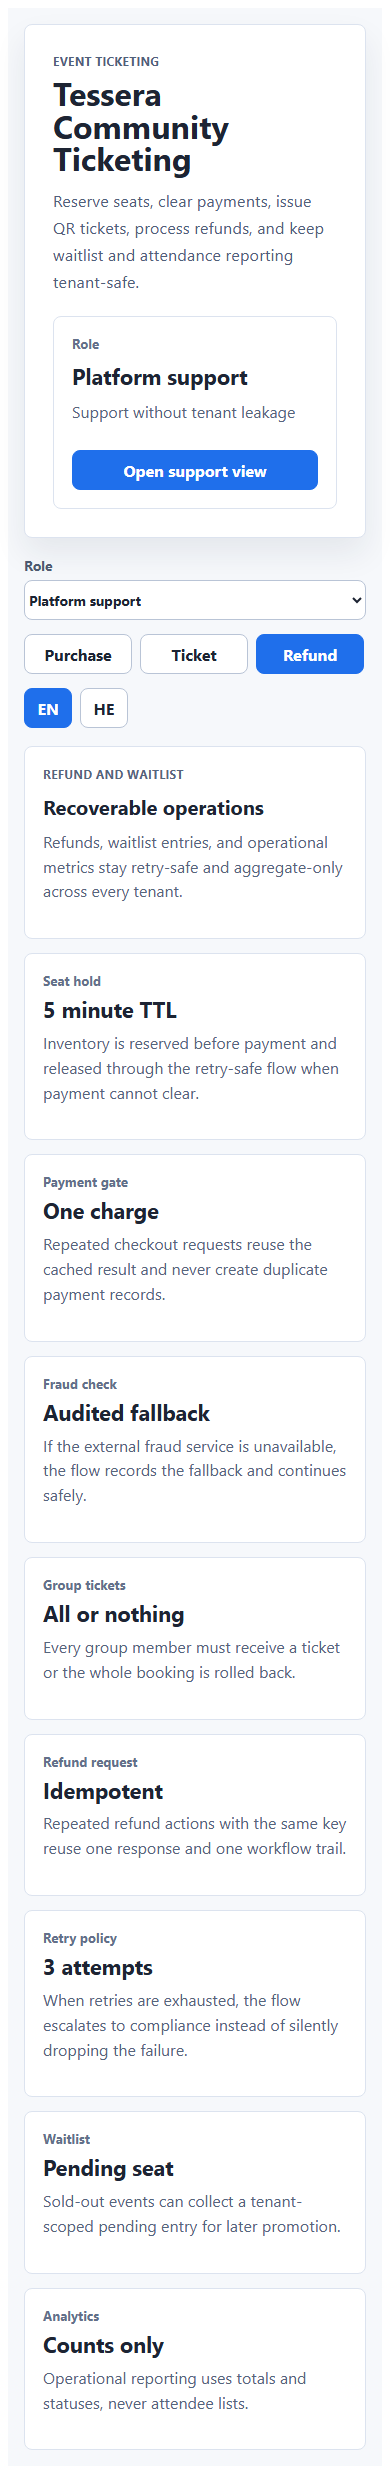 EVENT TICKETING
Tessera
Community
Ticketing
Reserve seats, clear payments, issue
QR tickets, process refunds, and keep
waitlist and attendance reporting
tenant-safe.
Role
Platform support
Support without tenant leakage
Open support view
Role
Platform support
Purchase
Ticket
Refund
EN
HE
REFUND AND WAITLIST
Recoverable operations
Refunds, waitlist entries, and operational
metrics stay retry-safe and aggregate-only
across every tenant.
Seat hold
5 minute TTL
Inventory is reserved before payment and
released through the retry-safe flow when
payment cannot clear.
Payment gate
One charge
Repeated checkout requests reuse the
cached result and never create duplicate
payment records.
Fraud check
Audited fallback
If the external fraud service is unavailable,
the flow records the fallback and continues
safely.
Group tickets
All or nothing
Every group member must receive a ticket
or the whole booking is rolled back.
Refund request
Idempotent
Repeated refund actions with the same key
reuse one response and one workflow trail.
Retry policy
3 attempts
When retries are exhausted, the flow
escalates to compliance instead of silently
dropping the failure.
Waitlist
Pending seat
Sold-out events can collect a tenant-
scoped pending entry for later promotion.
Analytics
Counts only
Operational reporting uses totals and
statuses, never attendee lists.